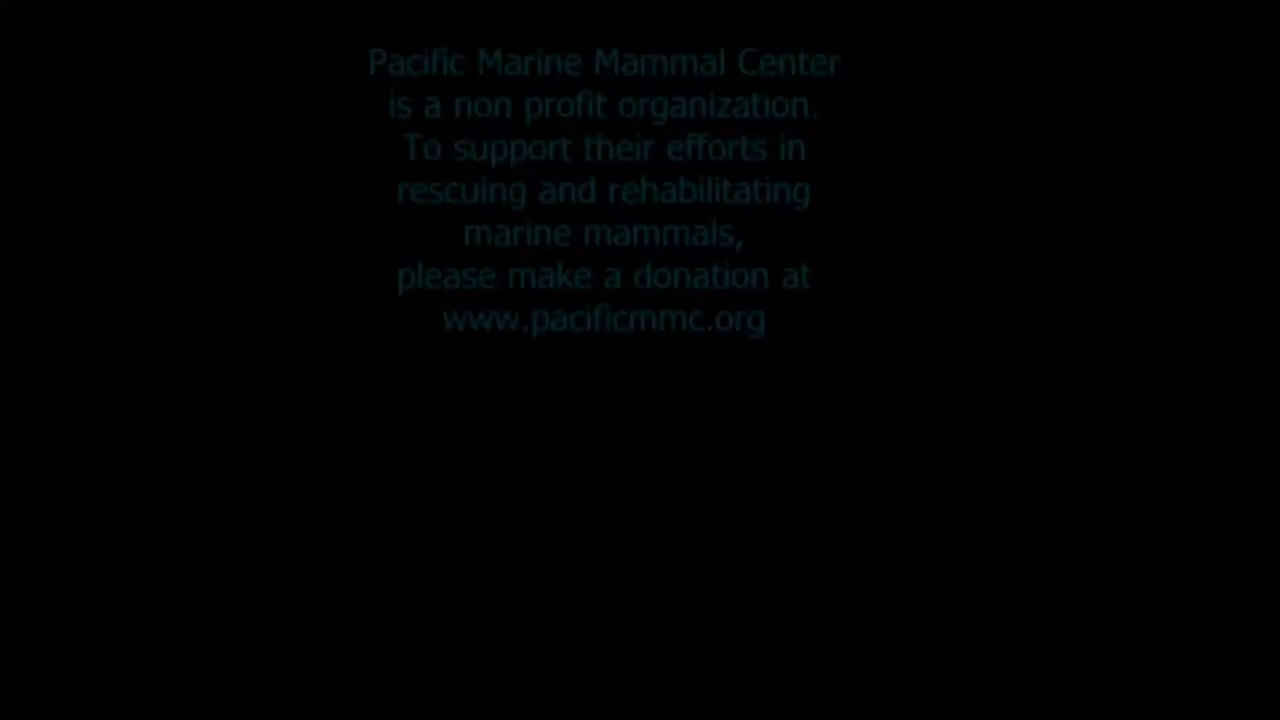 Pacific Marine Mammal Center
is a non profit organization.
To support their efforts in
rescuing and rehabilitating
marine mammals,
please make a donation at
www.pacificmmc.org